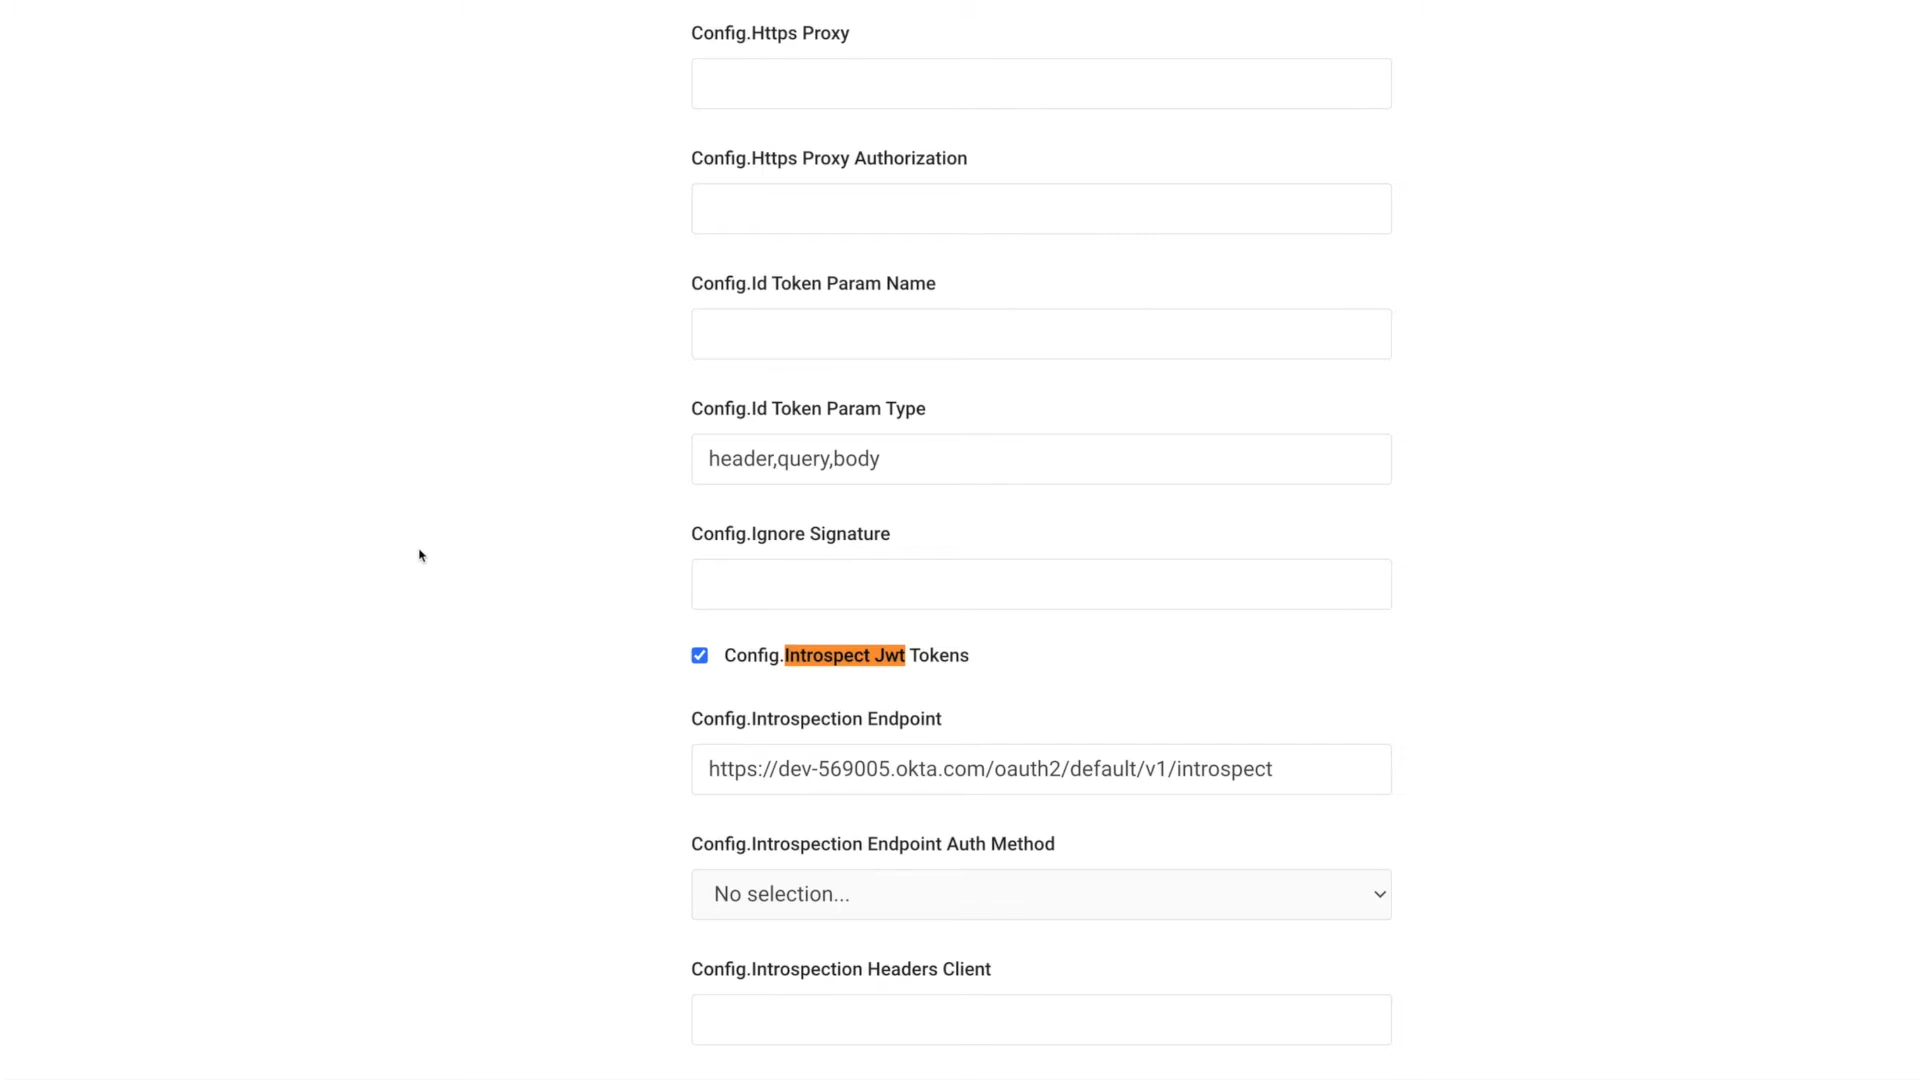 Config.Https Proxy
Config.Https Proxy Authorization
Config.Id Token Param Name
Config.Id Token Param Type
header,query,body
Config.Ignore Signature
Config.Introspect Jwt Tokens
Config.Introspection Endpoint
https://dev-569005.okta.com/oauth2/default/v1/introspect
Config.Introspection Endpoint Auth Method
No selection...
Config.Introspection Headers Client